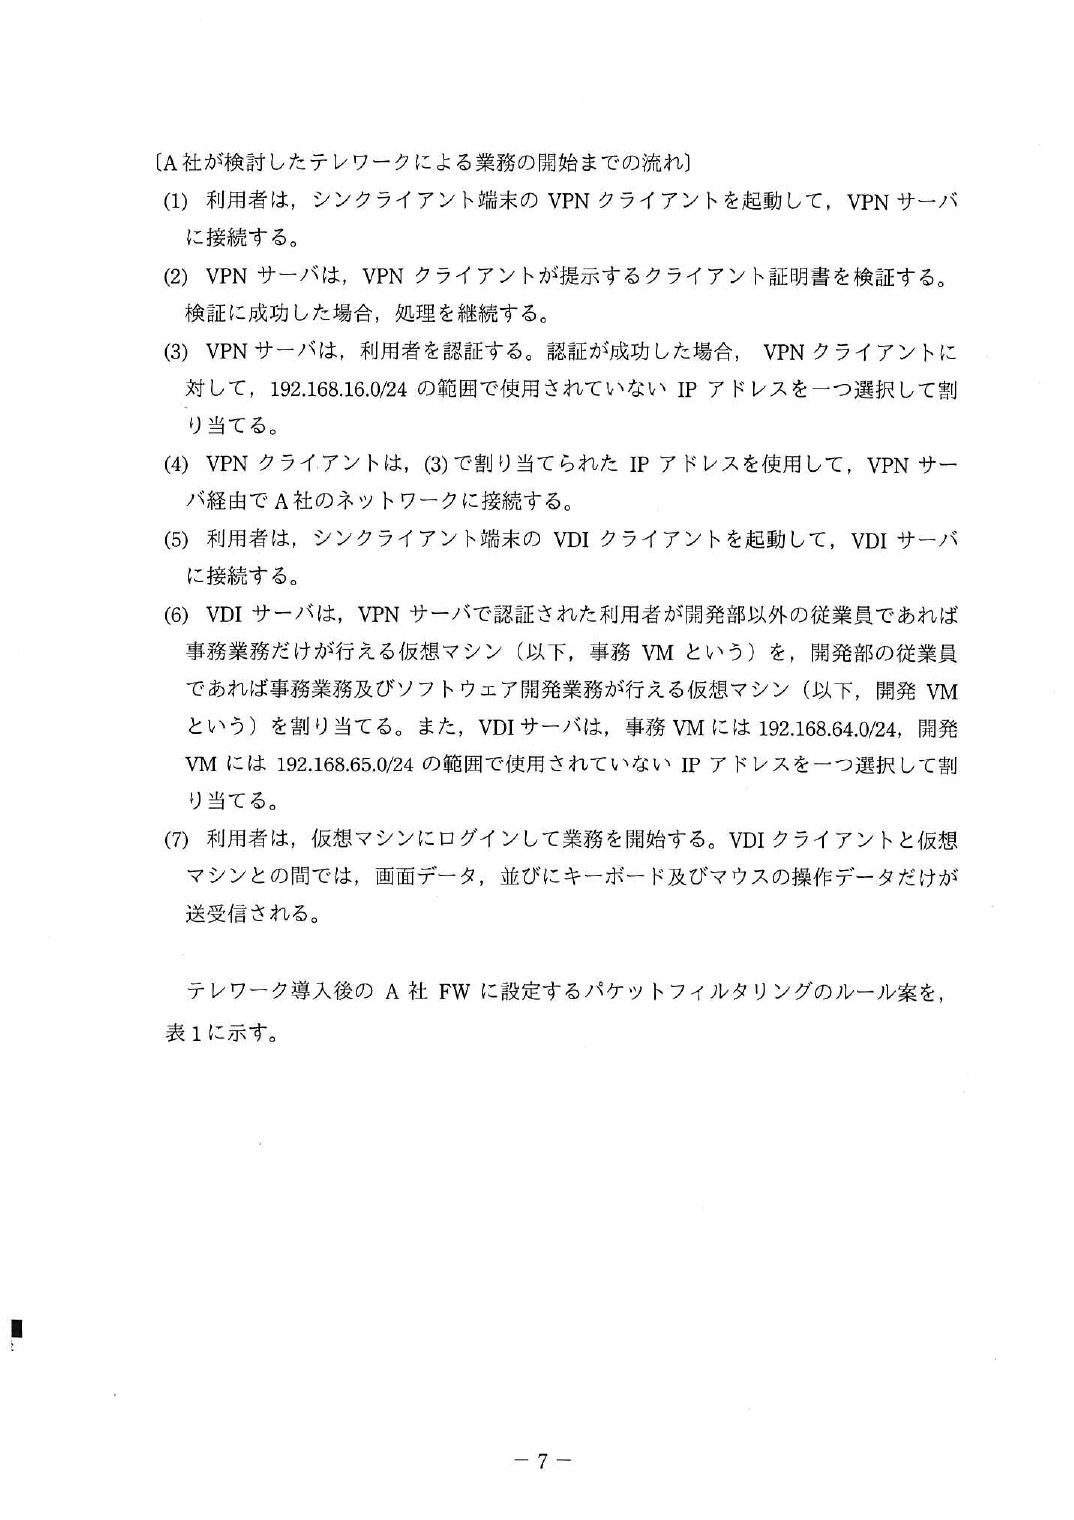 〔A社が検討したテレワークによる業務の開始までの流れ〕
(1) 利用者は，シンクライアント端末の VPN クライアントを起動して，VPN サーバ
に接続する。
(2) VPN サーバは，VPN クライアントが提示するクライアント証明書を検証する。
検証に成功した場合，処理を継続する。
(3) VPN サーバは，利用者を認証する。認証が成功した場合， VPN クライアントに
対して，192.168.16.0/24 の範囲で使用されていない IP アドレスを一つ選択して割
り当てる。
(4) VPN クライアントは，(3)で割り当てられた IP アドレスを使用して，VPN サー
バ経由で A 社のネットワークに接続する。
(5) 利用者は，シンクライアント端末の VDI クライアントを起動して，VDI サーバ
に接続する。
(6) VDI サーバは，VPN サーバで認証された利用者が開発部以外の従業員であれば
事務業務だけが行える仮想マシン（以下，事務 VM という）を，開発部の従業員
であれば事務業務及びソフトウェア開発業務が行える仮想マシン（以下，開発 VM
という）を割り当てる。また，VDI サーバは，事務 VM には 192.168.64.0/24，開発
VM には 192.168.65.0/24 の範囲で使用されていない IP アドレスを一つ選択して割
り当てる。
(7) 利用者は，仮想マシンにログインして業務を開始する。VDI クライアントと仮想
マシンとの間では，画面データ，並びにキーボード及びマウスの操作データだけが
送受信される。
テレワーク導入後の A 社 FW に設定するパケットフィルタリングのルール案を，
表 1 に示す。
－ 7 －